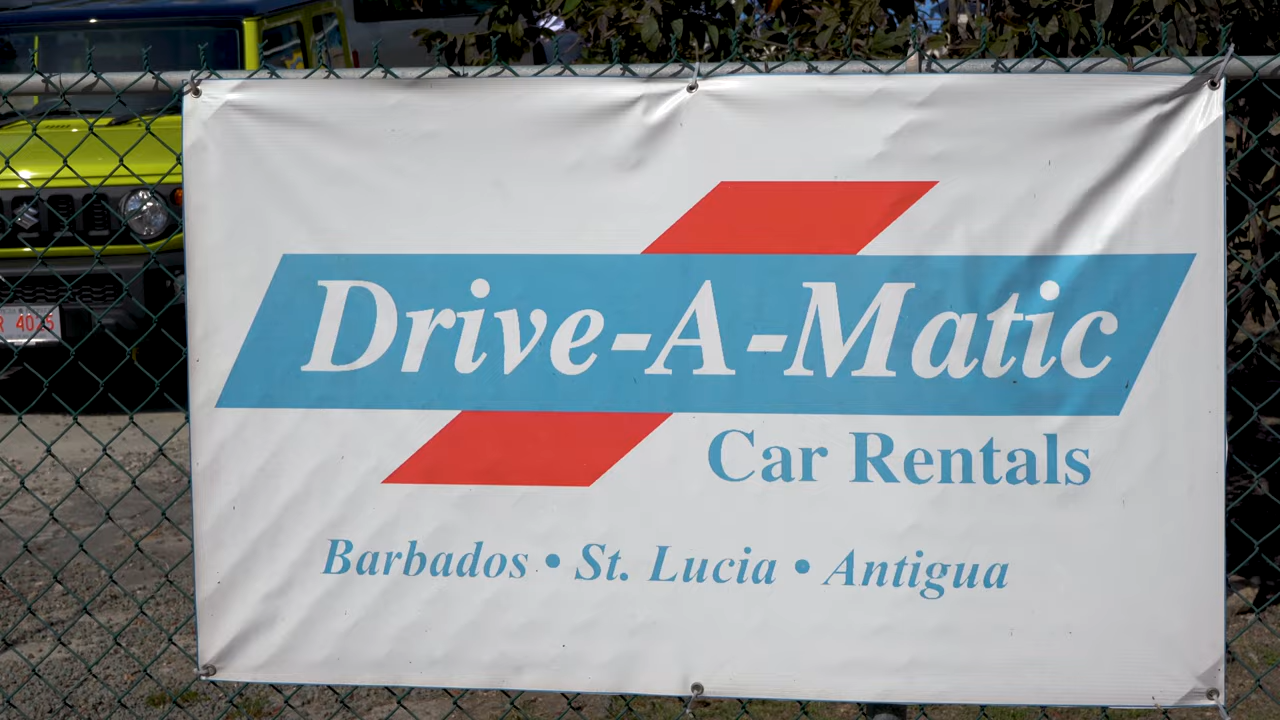 Drive-A-Matic
Car Rentals
Barbados • St. Lucia • Antigua